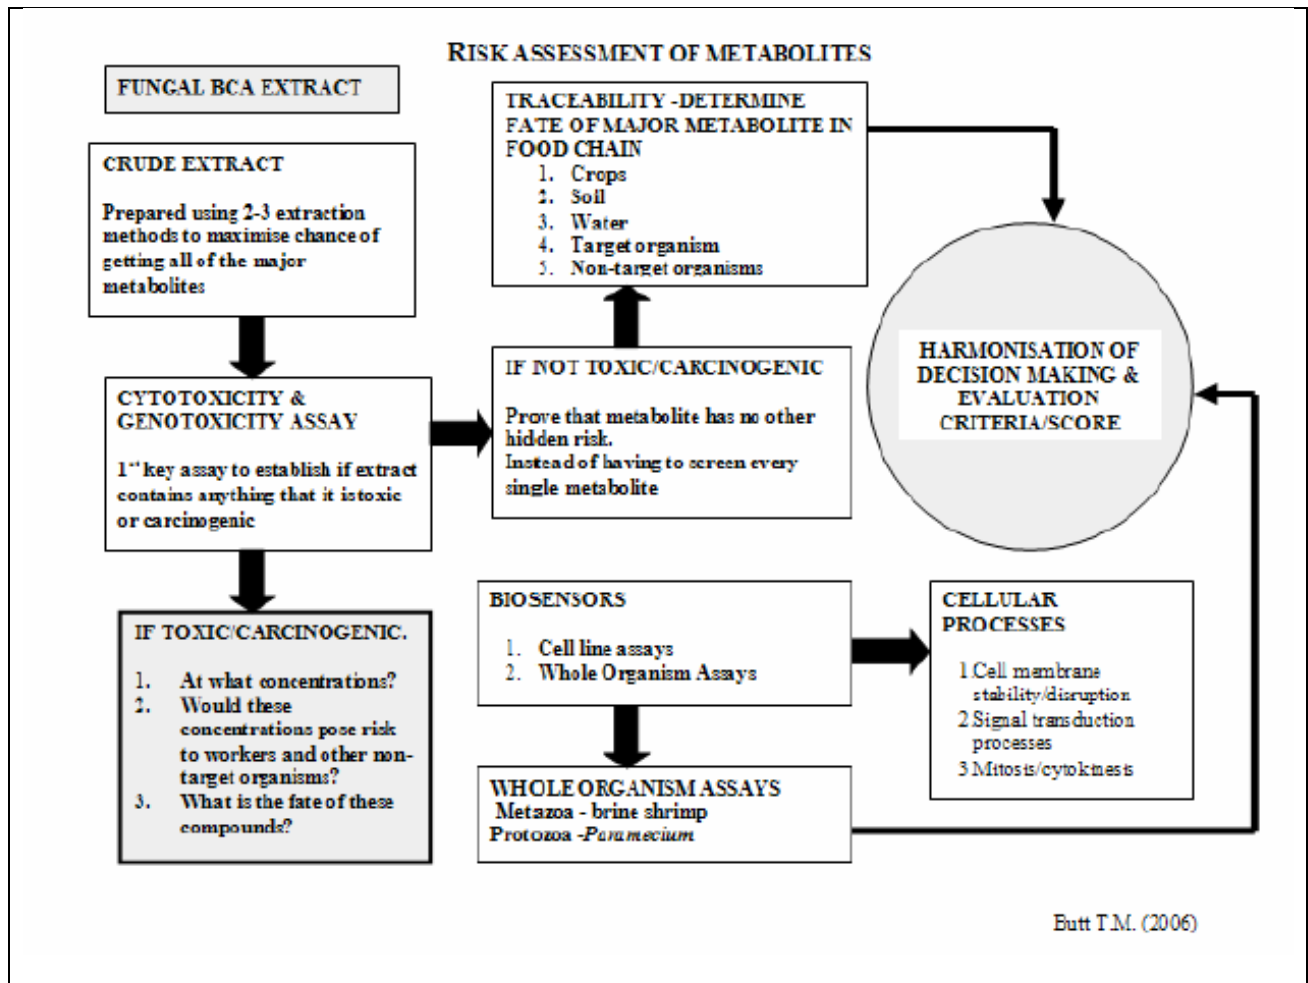 RISK ASSESSMENT OF METABOLITES
FUNGAL BCA EXTRACT
CRUDE EXTRACT
Prepared using 2-3 extraction
methods to maximise chance of
getting all of the major
metabolites
CYTOTOXICITY &
GENOTOXICITY ASSAY
1st key assay to establish if extract
contains anything that it is toxic
or carcinogenic
IF TOXIC/CARCINOGENIC.
1. At what concentrations?
2. Would these
concentrations pose risk
to workers and other non-
target organisms?
3. What is the fate of these
compounds?
TRACEABILITY -DETERMINE
FATE OF MAJOR METABOLITE IN
FOOD CHAIN
1. Crops
2. Soil
3. Water
4. Target organism
5. Non-target organisms
IF NOT TOXIC/CARCINOGENIC
Prove that metabolite has no other
hidden risk.
Instead of having to screen every
single metabolite
HARMONISATION OF
DECISION MAKING &
EVALUATION
CRITERIA/SCORE
BIOSENSORS
1. Cell line assays
2. Whole Organism Assays
CELLULAR
PROCESSES
1.Cell membrane
stability/disruption
2.Signal transduction
processes
3.Mitosis/cytokinests
WHOLE ORGANISM ASSAYS
Metazoa - brine shrimp
Protozoa -Paramecium
Butt T.M. (2006)